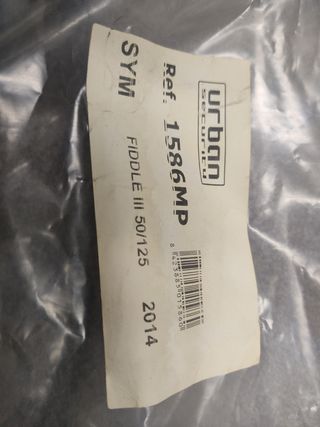 urban
security
Ref. 1586MP
SYM
FIDDLE III 50/125 2014